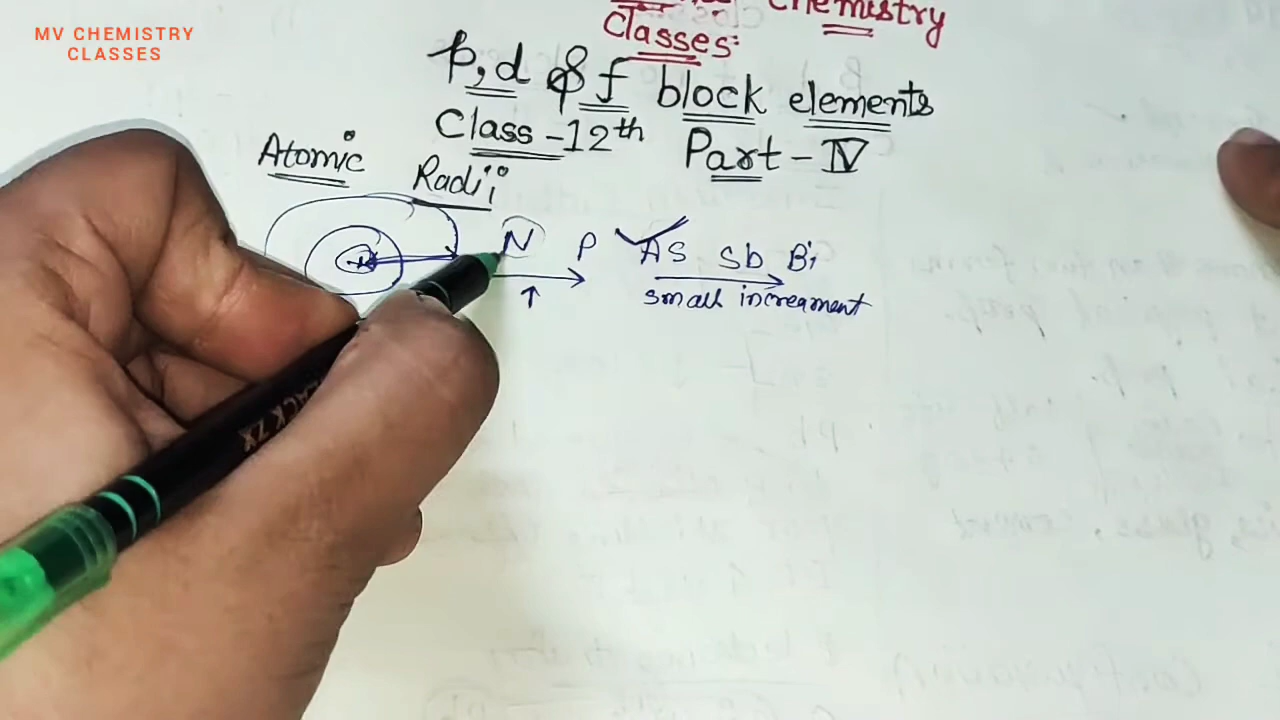 MV CHEMISTRY
CLASSES
Chemistry
Classes
p, d & f block elements
Class-12th Part-IV
Atomic Radii
N P AS Sb Bi
↑ small increament